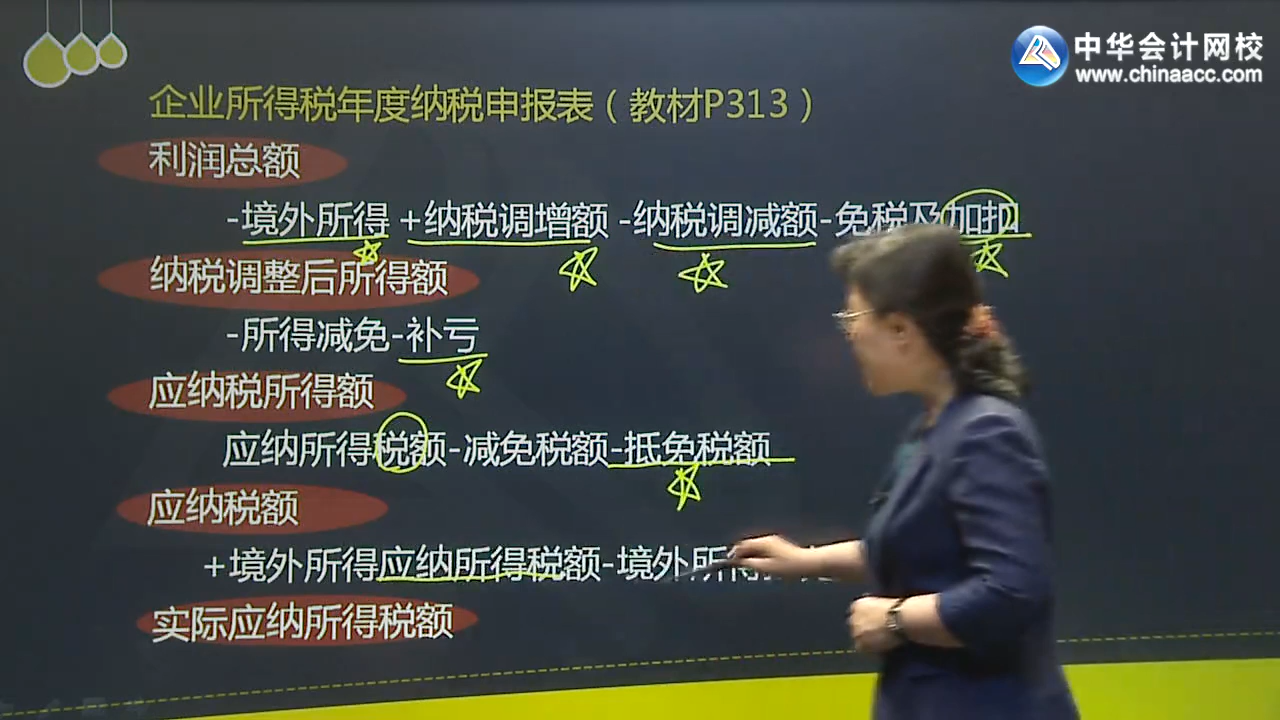 中华会计网校
www.chinaacc.com
企业所得税年度纳税申报表（教材P313）
利润总额
-境外所得 +纳税调增额 -纳税调减额-免税及加扣
纳税调整后所得额
-所得减免-补亏
应纳税所得额
应纳所得税额-减免税额-抵免税额
应纳税额
+境外所得应纳所得税额-境外所得
实际应纳所得税额